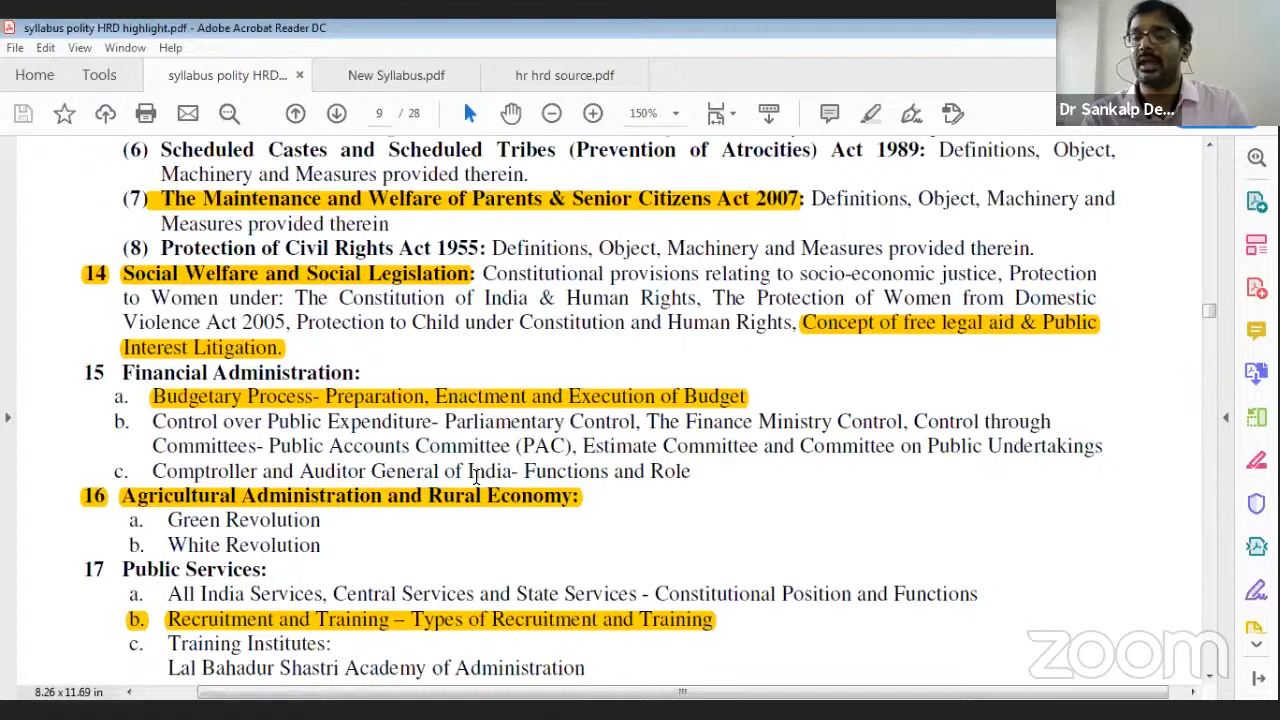 syllabus polity HRD highlight.pdf - Adobe Acrobat Reader DC
File Edit View Window Help
Home Tools syllabus polity HRD... × New Syllabus.pdf hr hrd source.pdf
9 / 28 150%
Dr Sankalp De...
(6) Scheduled Castes and Scheduled Tribes (Prevention of Atrocities) Act 1989: Definitions, Object,
Machinery and Measures provided therein.
(7) The Maintenance and Welfare of Parents & Senior Citizens Act 2007: Definitions, Object, Machinery and
Measures provided therein
(8) Protection of Civil Rights Act 1955: Definitions, Object, Machinery and Measures provided therein.
14 Social Welfare and Social Legislation: Constitutional provisions relating to socio-economic justice, Protection
to Women under: The Constitution of India & Human Rights, The Protection of Women from Domestic
Violence Act 2005, Protection to Child under Constitution and Human Rights, Concept of free legal aid & Public
Interest Litigation.
15 Financial Administration:
a. Budgetary Process- Preparation, Enactment and Execution of Budget
b. Control over Public Expenditure- Parliamentary Control, The Finance Ministry Control, Control through
Committees- Public Accounts Committee (PAC), Estimate Committee and Committee on Public Undertakings
c. Comptroller and Auditor General of India- Functions and Role
16 Agricultural Administration and Rural Economy:
a. Green Revolution
b. White Revolution
17 Public Services:
a. All India Services, Central Services and State Services - Constitutional Position and Functions
b. Recruitment and Training – Types of Recruitment and Training
c. Training Institutes:
Lal Bahadur Shastri Academy of Administration
zoom
8.26 x 11.69 in